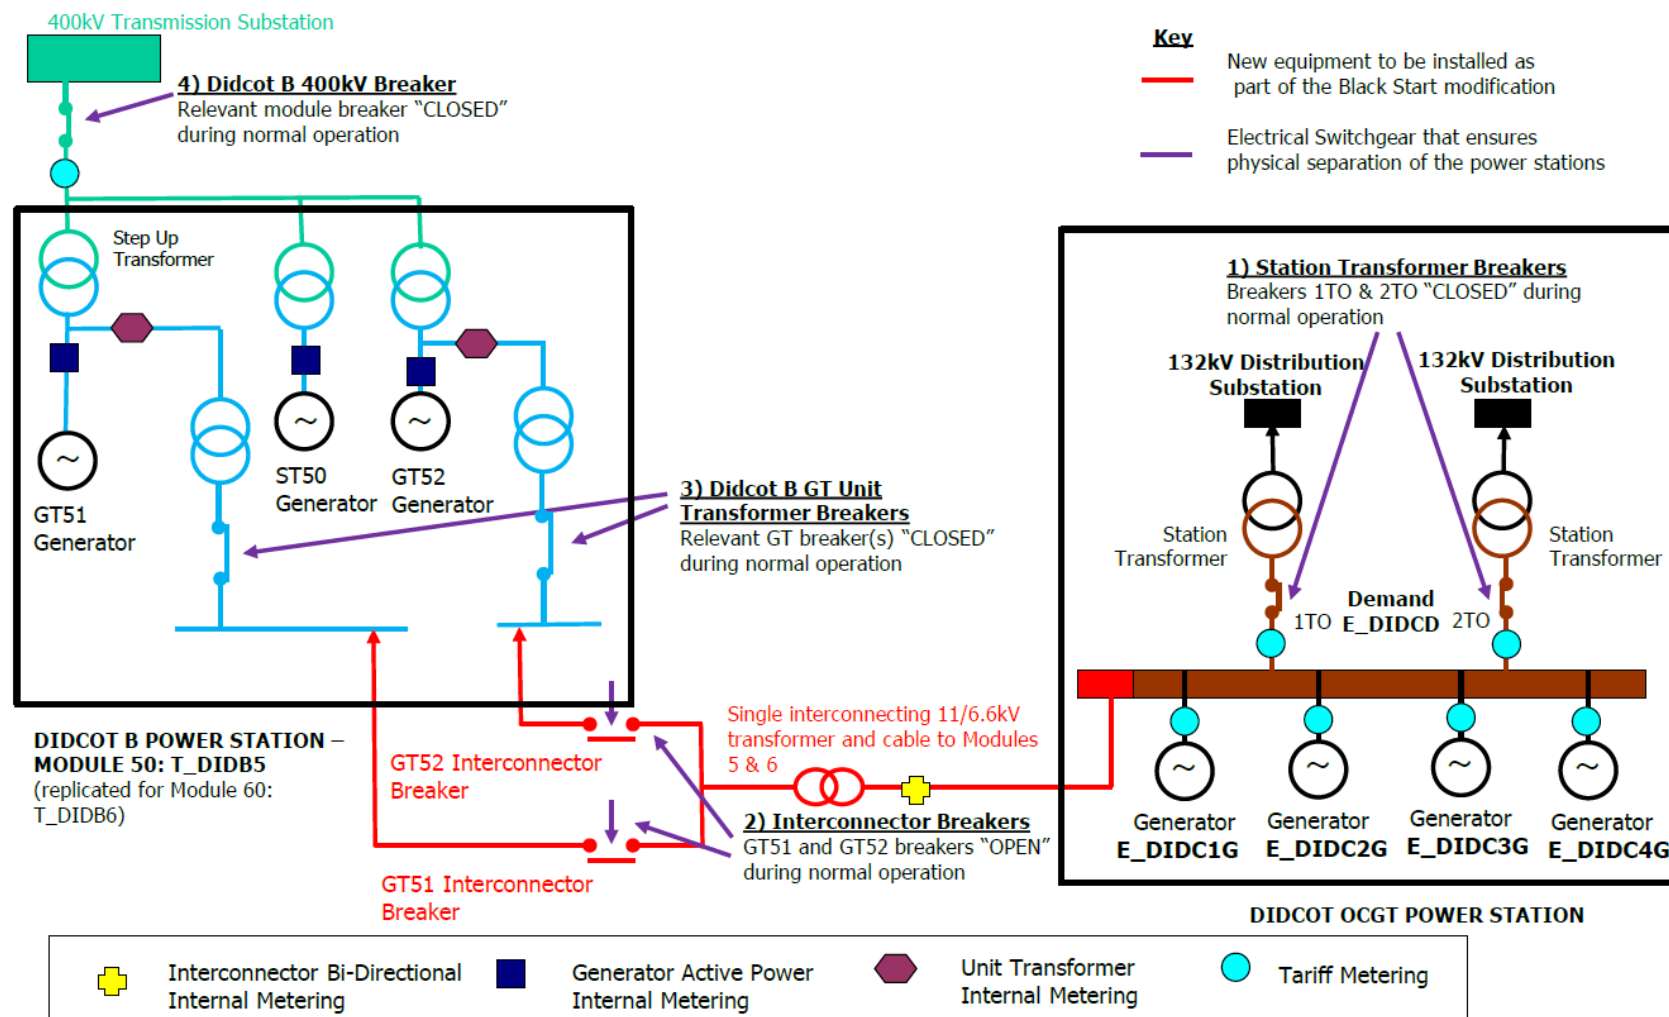 400kV Transmission Substation
4) Didcot B 400kV Breaker
Relevant module breaker “CLOSED”
during normal operation
Key
New equipment to be installed as
part of the Black Start modification
Electrical Switchgear that ensures
physical separation of the power stations
Step Up
Transformer
~
GT51
Generator
~
ST50
Generator
~
GT52
Generator
3) Didcot B GT Unit
Transformer Breakers
Relevant GT breaker(s) “CLOSED”
during normal operation
1) Station Transformer Breakers
Breakers 1TO & 2TO “CLOSED” during
normal operation
132kV Distribution
Substation
132kV Distribution
Substation
Station
Transformer
Station
Transformer
1TO
Demand
E_DIDCD
2TO
DIDCOT B POWER STATION –
MODULE 50: T_DIDB5
(replicated for Module 60:
T_DIDB6)
GT52 Interconnector
Breaker
GT51 Interconnector
Breaker
Single interconnecting 11/6.6kV
transformer and cable to Modules
5 & 6
2) Interconnector Breakers
GT51 and GT52 breakers “OPEN”
during normal operation
~
Generator
E_DIDC1G
~
Generator
E_DIDC2G
~
Generator
E_DIDC3G
~
Generator
E_DIDC4G
DIDCOT OCGT POWER STATION
Interconnector Bi-Directional
Internal Metering
Generator Active Power
Internal Metering
Unit Transformer
Internal Metering
Tariff Metering